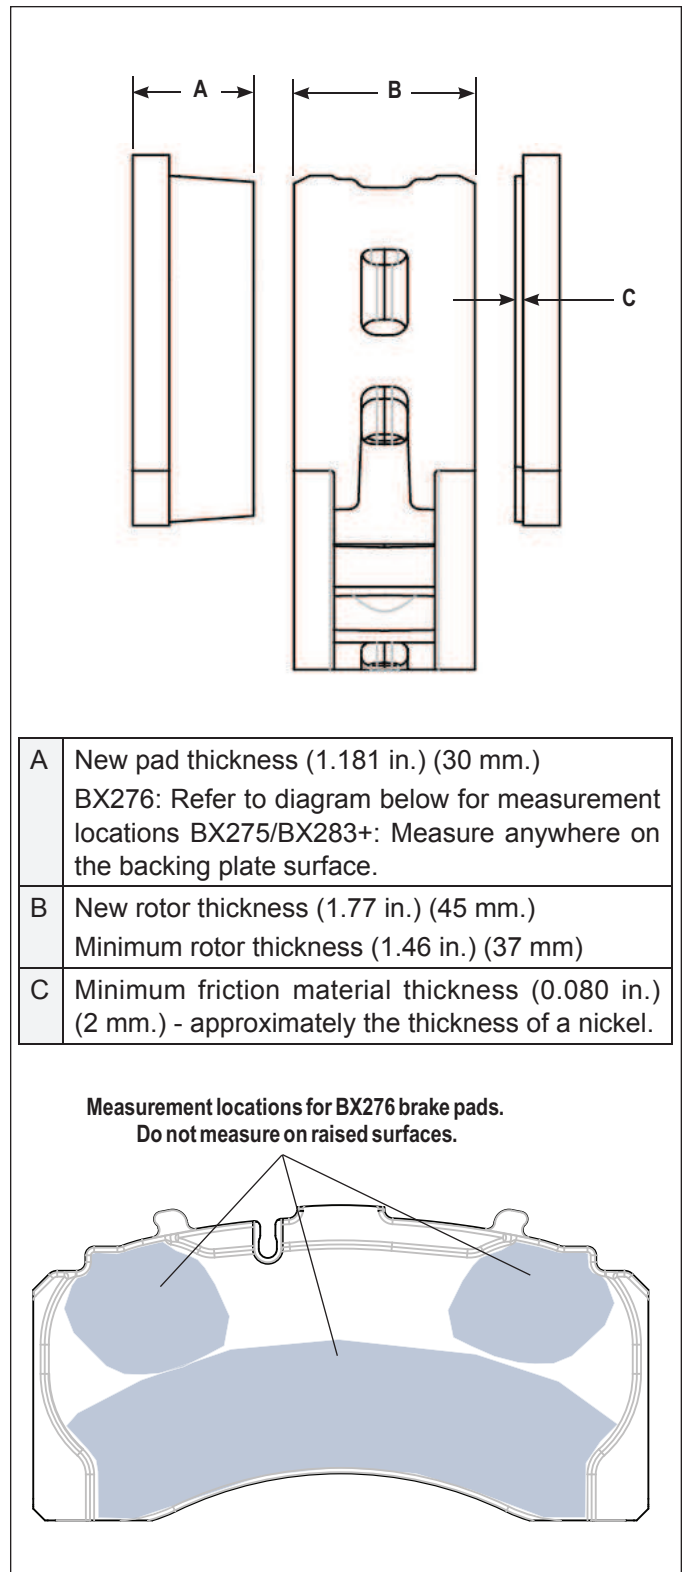 A
B
C
A
New pad thickness (1.181 in.) (30 mm.)
BX276: Refer to diagram below for measurement
locations BX275/BX283+: Measure anywhere on
the backing plate surface.
B
New rotor thickness (1.77 in.) (45 mm.)
Minimum rotor thickness (1.46 in.) (37 mm)
C
Minimum friction material thickness (0.080 in.)
(2 mm.) - approximately the thickness of a nickel.
Measurement locations for BX276 brake pads.
Do not measure on raised surfaces.